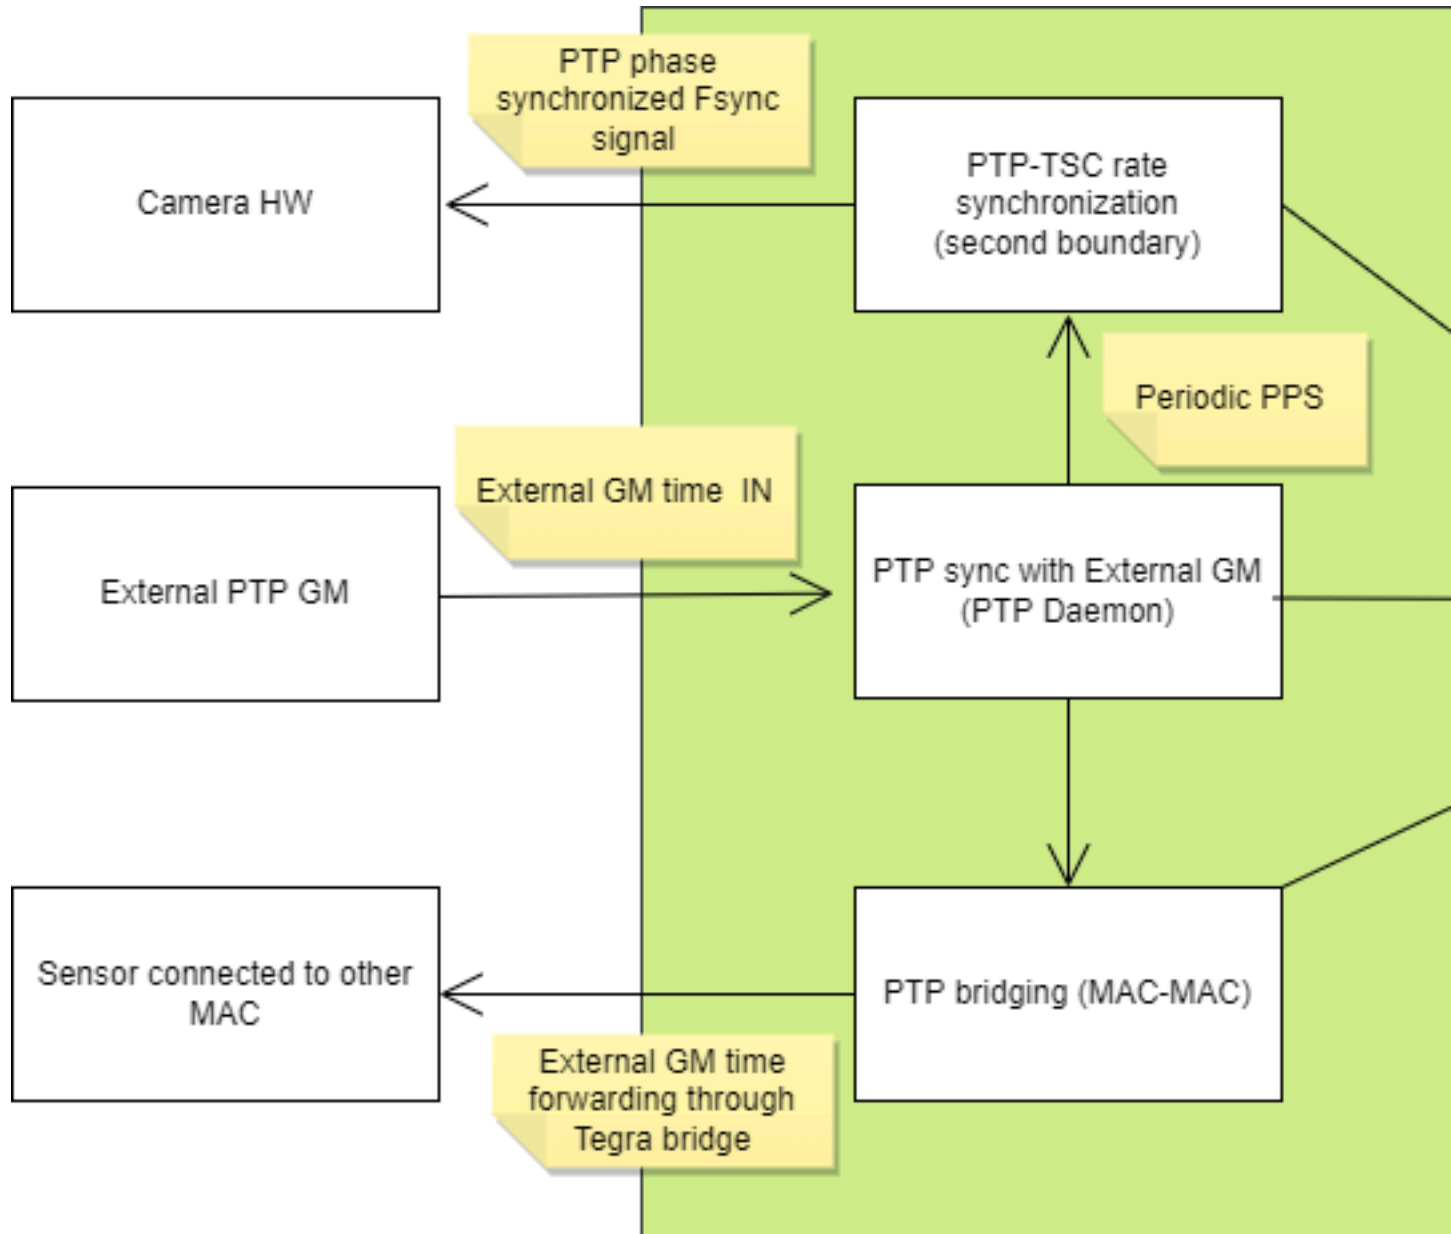 PTP phase
synchronized Fsync
signal
Camera HW
PTP-TSC rate
synchronization
(second boundary)
Periodic PPS
External GM time  IN
External PTP GM
PTP sync with External GM
(PTP Daemon)
Sensor connected to other
MAC
PTP bridging (MAC-MAC)
External GM time
forwarding through
Tegra bridge